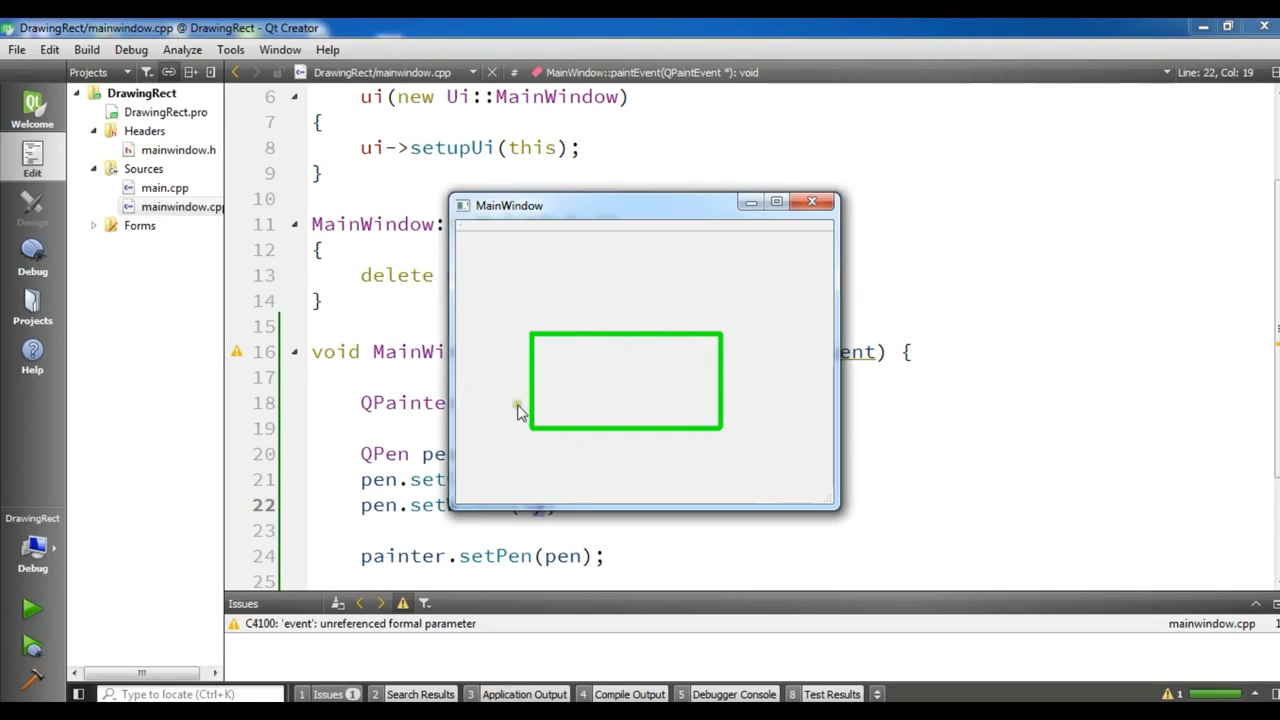 DrawingRect/mainwindow.cpp @ DrawingRect - Qt Creator
File Edit Build Debug Analyze Tools Window Help
Projects DrawingRect/mainwindow.cpp # MainWindow::paintEvent(QPaintEvent *): void Line: 22, Col: 19
Welcome
Edit
Design
Debug
Projects
Help
DrawingRect
Debug
DrawingRect
DrawingRect.pro
Headers
mainwindow.h
Sources
main.cpp
mainwindow.cpp
Forms
6 ui(new Ui::MainWindow)
7 {
8 ui->setupUi(this);
9 }
10
11 MainWindow:
12 {
13 delete
14 }
15
16 void MainWi ent) {
17
18 QPainte
19
20 QPen pe
21 pen.set
22 pen.set
23
24 painter.setPen(pen);
25
MainWindow
Issues
C4100: 'event': unreferenced formal parameter mainwindow.cpp 1
Type to locate (Ctrl+K) 1 Issues 1 2 Search Results 3 Application Output 4 Compile Output 5 Debugger Console 8 Test Results 1